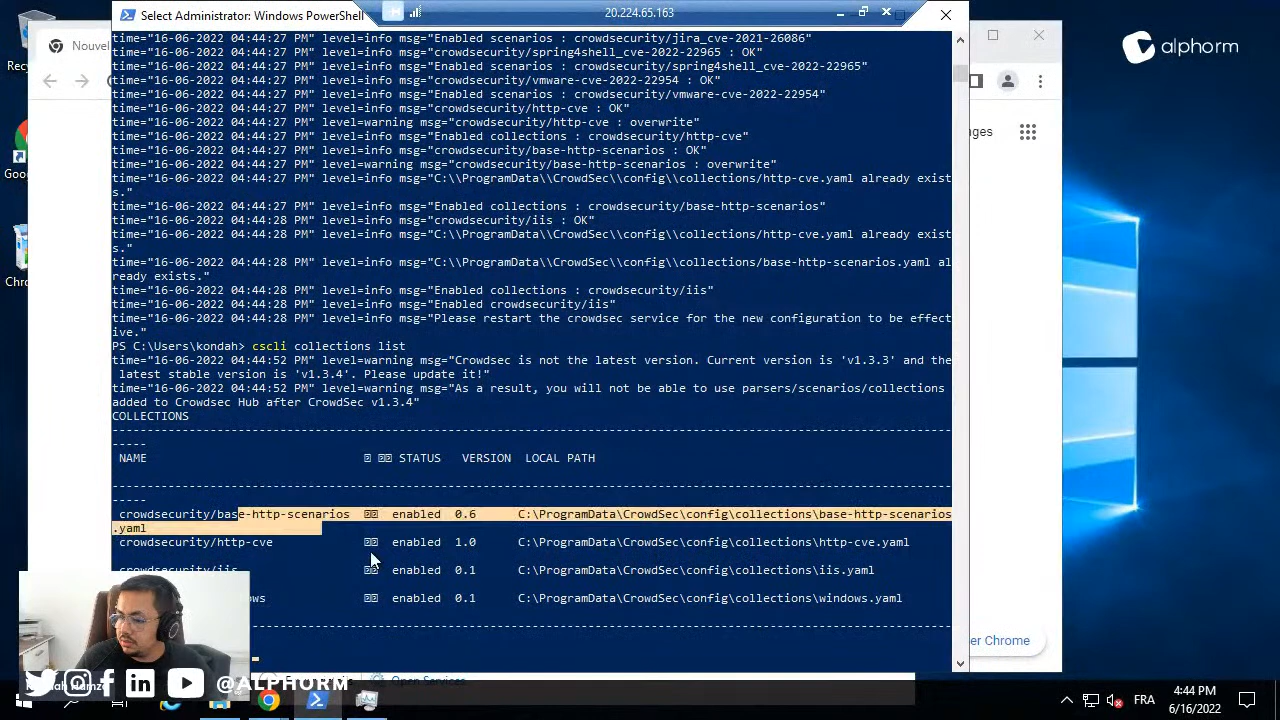 Select Administrator: Windows PowerShell
20.224.65.163
Nouvel
alphorm
time="16-06-2022 04:44:27 PM" level=info msg="Enabled scenarios : crowdsecurity/jira_cve-2021-26086"
time="16-06-2022 04:44:27 PM" level=info msg="crowdsecurity/spring4shell_cve-2022-22965 : OK"
time="16-06-2022 04:44:27 PM" level=info msg="Enabled scenarios : crowdsecurity/spring4shell_cve-2022-22965"
time="16-06-2022 04:44:27 PM" level=info msg="crowdsecurity/vmware-cve-2022-22954 : OK"
time="16-06-2022 04:44:27 PM" level=info msg="Enabled scenarios : crowdsecurity/vmware-cve-2022-22954"
time="16-06-2022 04:44:27 PM" level=info msg="crowdsecurity/http-cve : OK"
time="16-06-2022 04:44:27 PM" level=warning msg="crowdsecurity/http-cve : overwrite"
time="16-06-2022 04:44:27 PM" level=info msg="Enabled collections : crowdsecurity/http-cve"
time="16-06-2022 04:44:27 PM" level=info msg="crowdsecurity/base-http-scenarios : OK"
time="16-06-2022 04:44:27 PM" level=warning msg="crowdsecurity/base-http-scenarios : overwrite"
time="16-06-2022 04:44:27 PM" level=info msg="C:\\ProgramData\\CrowdSec\\config\\collections/http-cve.yaml already exist
s."
time="16-06-2022 04:44:27 PM" level=info msg="Enabled collections : crowdsecurity/base-http-scenarios"
time="16-06-2022 04:44:28 PM" level=info msg="crowdsecurity/iis : OK"
time="16-06-2022 04:44:28 PM" level=info msg="C:\\ProgramData\\CrowdSec\\config\\collections/http-cve.yaml already exist
s."
time="16-06-2022 04:44:28 PM" level=info msg="C:\\ProgramData\\CrowdSec\\config\\collections/base-http-scenarios.yaml al
ready exists."
time="16-06-2022 04:44:28 PM" level=info msg="Enabled collections : crowdsecurity/iis"
time="16-06-2022 04:44:28 PM" level=info msg="Enabled crowdsecurity/iis"
time="16-06-2022 04:44:28 PM" level=info msg="Please restart the crowdsec service for the new configuration to be effect
ive."
PS C:\Users\kondah> cscli collections list
time="16-06-2022 04:44:52 PM" level=warning msg="Crowdsec is not the latest version. Current version is 'v1.3.3' and the
latest stable version is 'v1.3.4'. Please update it!"
time="16-06-2022 04:44:52 PM" level=warning msg="As a result, you will not be able to use parsers/scenarios/collections
added to Crowdsec Hub after CrowdSec v1.3.4"
COLLECTIONS
NAME STATUS VERSION LOCAL PATH
crowdsecurity/base-http-scenarios enabled 0.6 C:\ProgramData\CrowdSec\config\collections\base-http-scenarios
.yaml
crowdsecurity/http-cve enabled 1.0 C:\ProgramData\CrowdSec\config\collections\http-cve.yaml
crowdsecurity/iis enabled 0.1 C:\ProgramData\CrowdSec\config\collections\iis.yaml
ows enabled 0.1 C:\ProgramData\CrowdSec\config\collections\windows.yaml
ages
er Chrome
Open Services
@ALPHORM
FRA
4:44 PM
6/16/2022